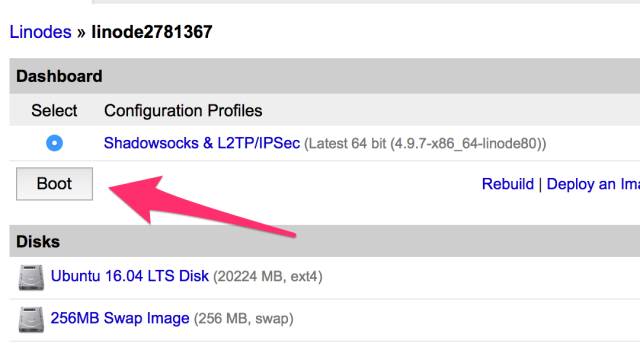 Linodes » linode2781367
Dashboard
Select Configuration Profiles
Shadowsocks & L2TP/IPSec (Latest 64 bit (4.9.7-x86_64-linode80))
Boot Rebuild | Deploy an Ima
Disks
Ubuntu 16.04 LTS Disk (20224 MB, ext4)
256MB Swap Image (256 MB, swap)